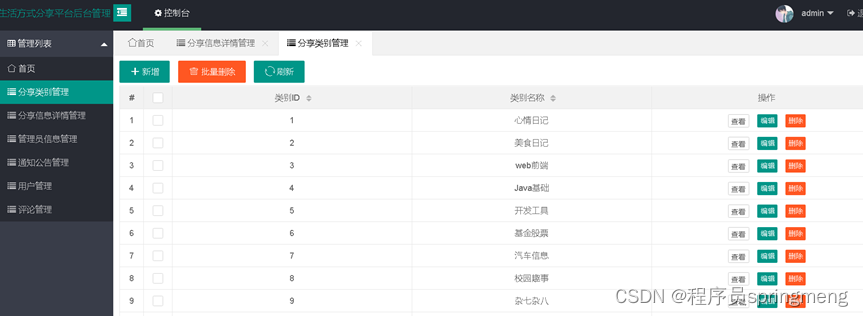 生活方式分享平台后台管理 控制台 admin
管理列表
首页
分享类别管理
分享信息详情管理
管理员信息管理
通知公告管理
用户管理
评论管理
首页 分享信息详情管理 × 分享类别管理 ×
新增 批量删除 刷新
# 类别ID 类别名称 操作
1 1 心情日记 查看 编辑 删除
2 2 美食日记 查看 编辑 删除
3 3 web前端 查看 编辑 删除
4 4 Java基础 查看 编辑 删除
5 5 开发工具 查看 编辑 删除
6 6 基金股票 查看 编辑 删除
7 7 汽车信息 查看 编辑 删除
8 8 校园趣事 查看 编辑 删除
9 9 杂七杂八 查看 编辑 删除
CSDN @程序员springmeng